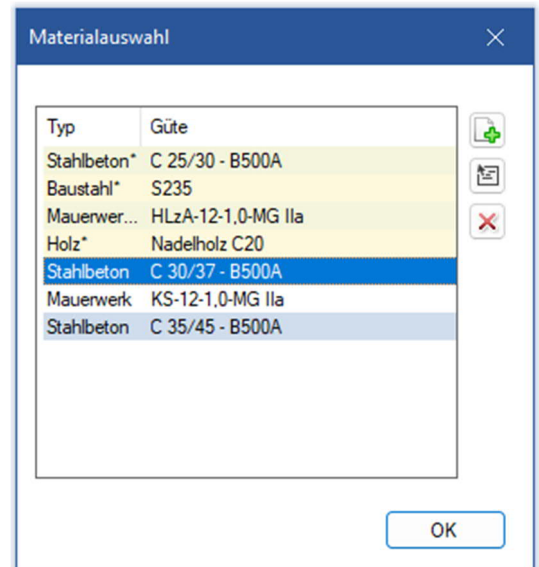 Materialauswahl
Typ Güte
Stahlbeton* C 25/30 - B500A
Baustahl* S235
Mauerwer... HLzA-12-1,0-MG IIa
Holz* Nadelholz C20
Stahlbeton C 30/37 - B500A
Mauerwerk KS-12-1,0-MG IIa
Stahlbeton C 35/45 - B500A
OK